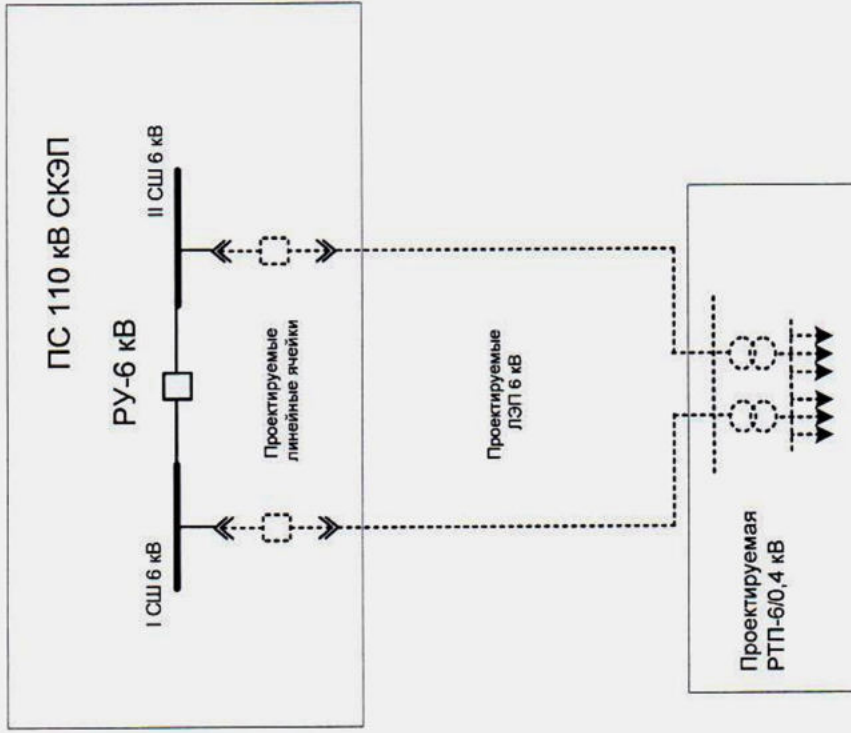 ПС 110 кВ СКЭП
РУ-6 кВ
I СШ 6 кВ
II СШ 6 кВ
Проектируемые
линейные ячейки
Проектируемые
ЛЭП 6 кВ
Проектируемая
РТП-6/0,4 кВ